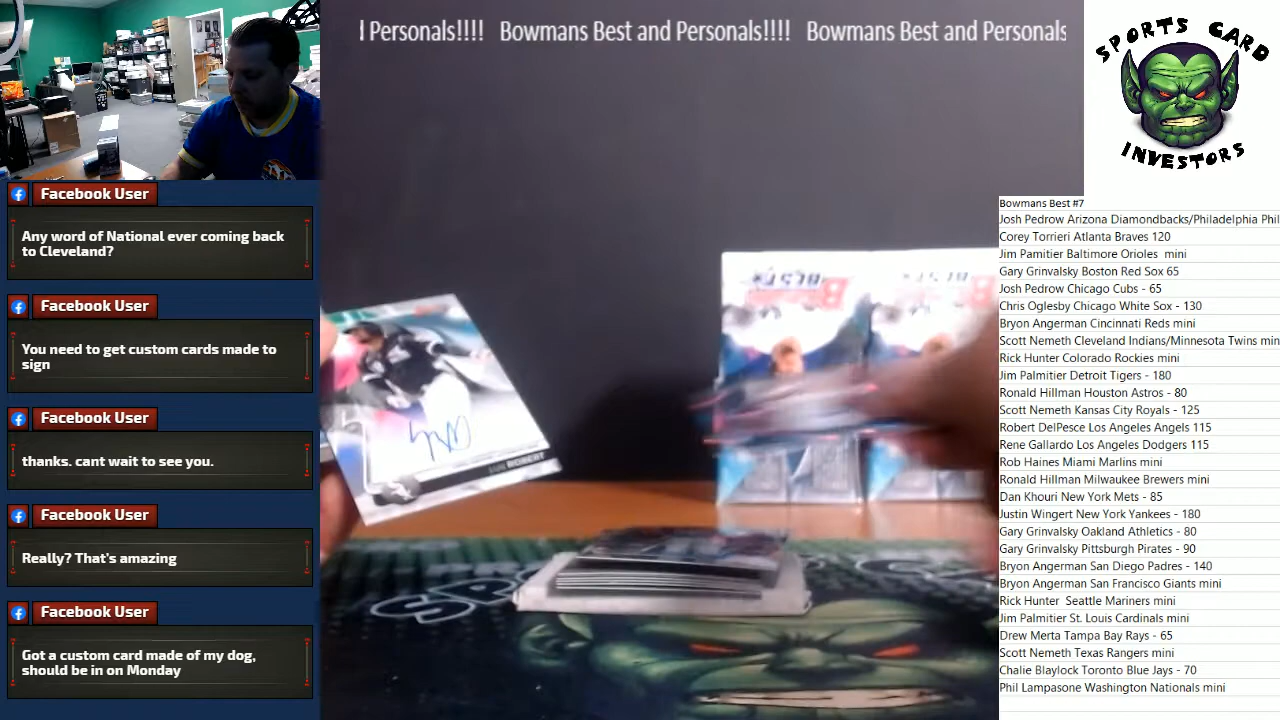 l Personals!!!! Bowmans Best and Personals!!!! Bowmans Best and Personals
SPORTS CARD
INVESTORS
Facebook User
Any word of National ever coming back
to Cleveland?
Facebook User
You need to get custom cards made to
sign
Facebook User
thanks. cant wait to see you.
Facebook User
Really? That's amazing
Facebook User
Got a custom card made of my dog,
should be in on Monday
LUIS ROBERT
BEST
Bowmans Best #7
Josh Pedrow Arizona Diamondbacks/Philadelphia Phil
Corey Torrieri Atlanta Braves 120
Jim Pamitier Baltimore Orioles mini
Gary Grinvalsky Boston Red Sox 65
Josh Pedrow Chicago Cubs - 65
Chris Oglesby Chicago White Sox - 130
Bryon Angerman Cincinnati Reds mini
Scott Nemeth Cleveland Indians/Minnesota Twins min
Rick Hunter Colorado Rockies mini
Jim Palmitier Detroit Tigers - 180
Ronald Hillman Houston Astros - 80
Scott Nemeth Kansas City Royals - 125
Robert DelPesce Los Angeles Angels 115
Rene Gallardo Los Angeles Dodgers 115
Rob Haines Miami Marlins mini
Ronald Hillman Milwaukee Brewers mini
Dan Khouri New York Mets - 85
Justin Wingert New York Yankees - 180
Gary Grinvalsky Oakland Athletics - 80
Gary Grinvalsky Pittsburgh Pirates - 90
Bryon Angerman San Diego Padres - 140
Bryon Angerman San Francisco Giants mini
Rick Hunter Seattle Mariners mini
Jim Palmitier St. Louis Cardinals mini
Drew Merta Tampa Bay Rays - 65
Scott Nemeth Texas Rangers mini
Chalie Blaylock Toronto Blue Jays - 70
Phil Lampasone Washington Nationals mini